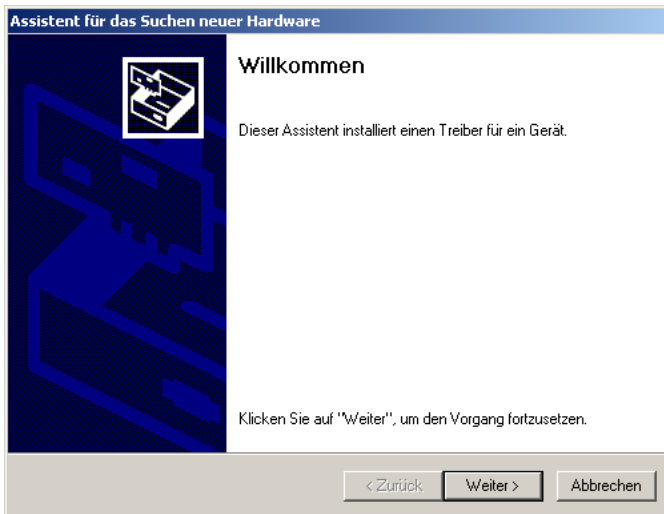 Assistent für das Suchen neuer Hardware
Willkommen
Dieser Assistent installiert einen Treiber für ein Gerät.
Klicken Sie auf "Weiter", um den Vorgang fortzusetzen.
< Zurück
Weiter >
Abbrechen